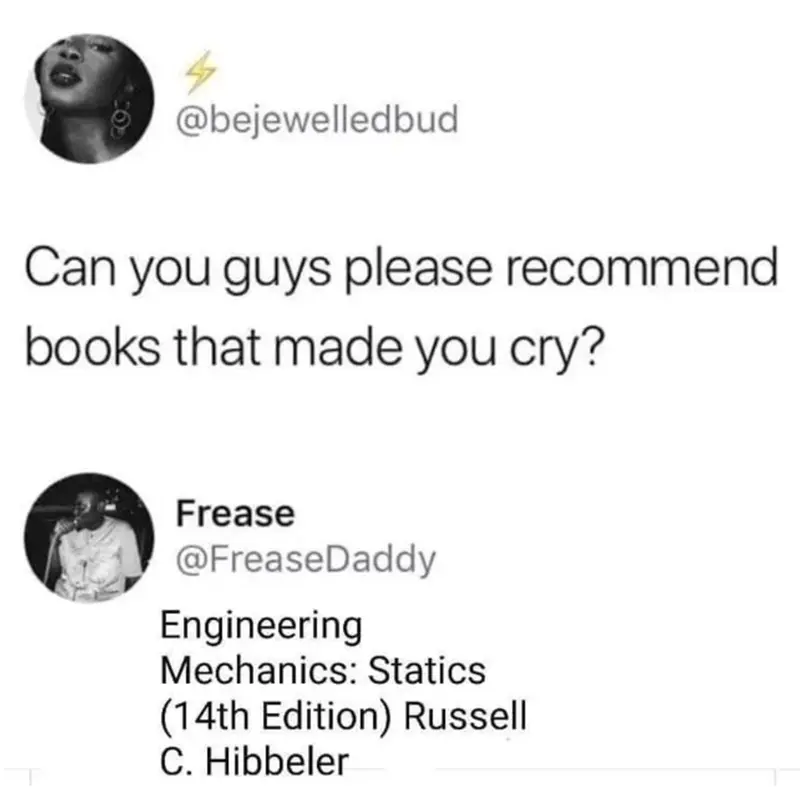 ⚡
@bejewelledbud
Can you guys please recommend
books that made you cry?
Frease
@FreaseDaddy
Engineering
Mechanics: Statics
(14th Edition) Russell
C. Hibbeler